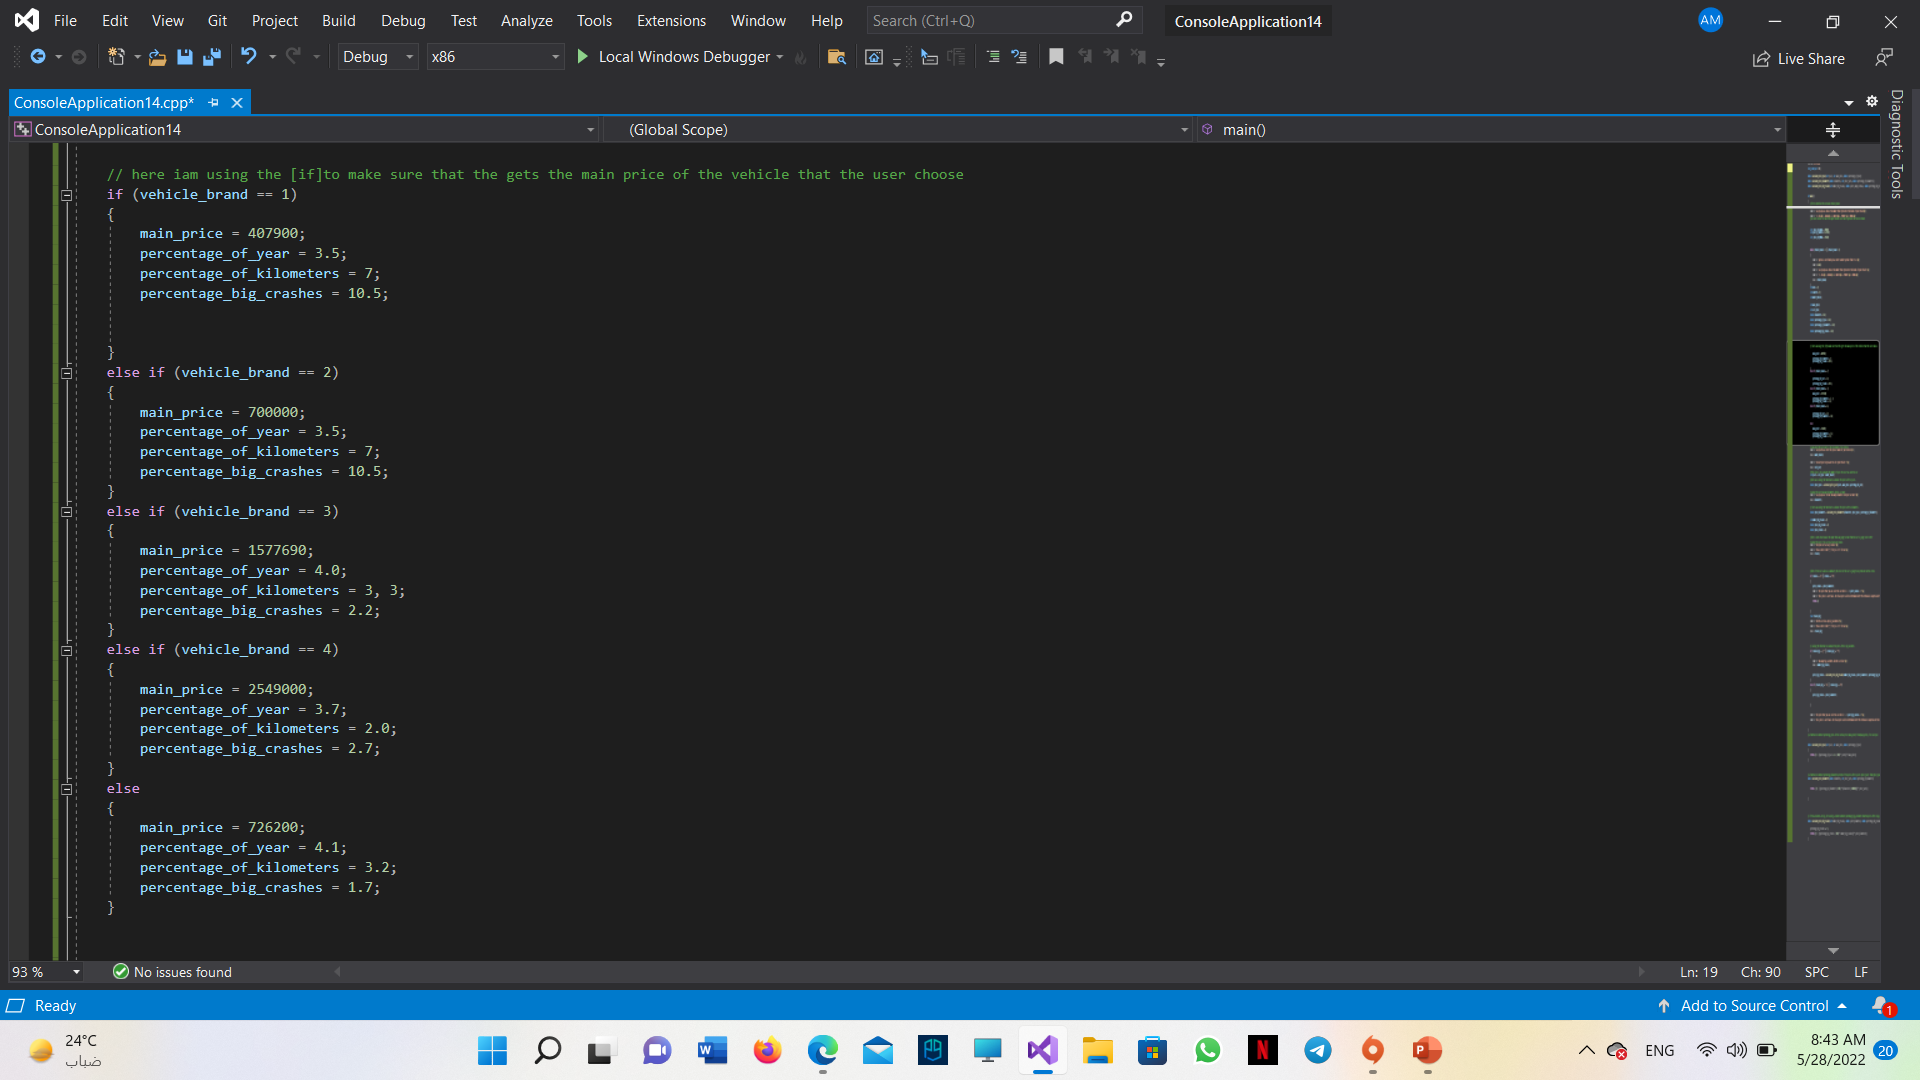 File Edit View Git Project Build Debug Test Analyze Tools Extensions Window Help Search (Ctrl+Q) ConsoleApplication14 AM
Debug x86 Local Windows Debugger Live Share
ConsoleApplication14.cpp*
ConsoleApplication14 (Global Scope) main()
Diagnostic Tools
// here iam using the [if]to make sure that the gets the main price of the vehicle that the user choose
if (vehicle_brand == 1)
{
main_price = 407900;
percentage_of_year = 3.5;
percentage_of_kilometers = 7;
percentage_big_crashes = 10.5;
}
else if (vehicle_brand == 2)
{
main_price = 700000;
percentage_of_year = 3.5;
percentage_of_kilometers = 7;
percentage_big_crashes = 10.5;
}
else if (vehicle_brand == 3)
{
main_price = 1577690;
percentage_of_year = 4.0;
percentage_of_kilometers = 3, 3;
percentage_big_crashes = 2.2;
}
else if (vehicle_brand == 4)
{
main_price = 2549000;
percentage_of_year = 3.7;
percentage_of_kilometers = 2.0;
percentage_big_crashes = 2.7;
}
else
{
main_price = 726200;
percentage_of_year = 4.1;
percentage_of_kilometers = 3.2;
percentage_big_crashes = 1.7;
}
93 % No issues found Ln: 19 Ch: 90 SPC LF
Ready Add to Source Control 1
24°C
ضباب
ENG
8:43 AM
5/28/2022 20